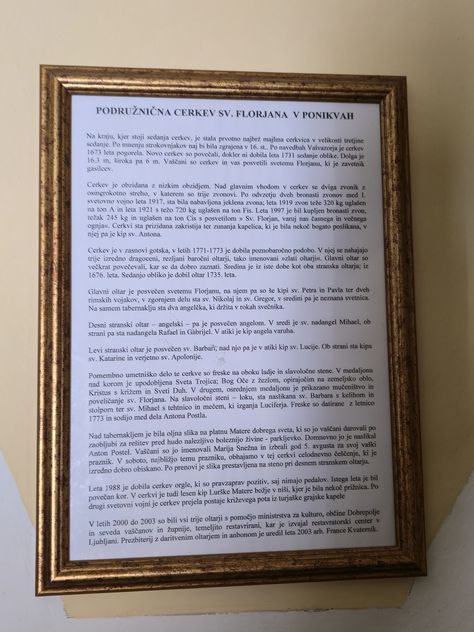 PODRUŽNIČNA CERKEV SV. FLORJANA V PONIKVAH
Na kraju, kjer stoji sedanja cerkev, je stala prvotno najbrž majhna cerkvica v velikosti tretjine
sedanje. Po mnenju strokovnjakov naj bi bila zgrajena v 16. st. Po navedbah Valvazorja je cerkev
1673 leta pogorela. Novo cerkev so povečali, dokler ni dobila leta 1731 sedanje oblike. Dolga je
16.3 m, široka pa 6 m. Vaščani so cerkev in vas posvetili svetemu Florjanu, ki je zavetnik
gasilcev.
Cerkev je obzidana z nizkim obzidjem. Nad glavnim vhodom v cerkev se dviga zvonik z
osmerokotno streho, v katerem so trije zvonovi. Po odvzetju dveh bronasti zvonov med 1.
svetovno vojno leta 1917, sta bila nabavljena jeklena zvona; leta 1919 zvon teže 320 kg uglašen
na ton A in leta 1921 s težo 720 kg uglašen na ton Fis. Leta 1997 je bil kupljen bronasti zvon,
težak 245 kg in uglašen na ton Cis s posvetilom » Sv. Florjan, varuj nas časnega in večnega
ognja«. Cerkvi sta prizidana zakristija ter zunanja kapelica, ki je bila nekoč bogato poslikana, v
njej pa je kip sv. Antona.
Cerkev je v zasnovi gotska, v letih 1771-1773 je dobila poznobaročno podobo. V njej se nahajajo
trije izredno dragoceni, rezljani baročni oltarji, tako imenovani »zlati oltarji«. Glavni oltar so
večkrat povečevali, kar se da dobro zaznati. Sredina je iz iste dobe kot oba stranska oltarja; iz
1676. leta. Sedanjo obliko je dobil oltar 1735. leta.
Glavni oltar je posvečen svetemu Florjanu, na njem pa so še kipi sv. Petra in Pavla ter dveh
rimskih vojakov, v zgornjem delu sta sv. Nikolaj in sv. Gregor, v sredini pa je neznana svetnica.
Na samem tabernaklju sta dva angelčka, ki držita v rokah svečnika.
Desni stranski oltar – angelski – pa je posvečen angelom. V sredi je sv. nadangel Mihael, ob
strani pa sta nadangela Rafael in Gabrijel. V atiki je kip angela varuha.
Levi stranski oltar je posvečen sv. Barbari, nad njo pa je v atiki kip sv. Lucije. Ob strani sta kipa
sv. Katarine in verjetno sv. Apolonije.
Pomembno umetniško delo te cerkve so freske na oboku ladje in slavoločne stene. V medaljonu
nad korom je upodobljena Sveta Trojica; Bog Oče z žezlom, opirajočim na zemeljsko oblo,
Kristus s križem in Sveti Duh. V drugem, osrednjem medaljonu je prikazano mučeništvo in
poveličanje sv. Florjana. Na slavoločni steni – loku, sta naslikana sv. Barbara s kelihom in
stolporn ter sv. Mihael s tehtnico in mečem, ki izganja Luciferja. Freske so datirane z letnico
1773 in sodijo med dela Antona Postla.
Nad tabernakljem je bila oljna slika na platnu Matere dobrega sveta, ki so jo vaščani darovali po
zaobljubi za rešitev pred hudo nalezljivo boleznijo živine - parkljevko. Domnevno jo je naslikal
Anton Postel. Vaščani so jo imenovali Marija Snežna in izbrali god 5. avgusta za svoj vaški
praznik. V soboto, najbližjo temu prazniku, obhajamo v tej cerkvi celodnevno češčenje, ki je
izredno dobro obiskano. Po prenovi je slika prestavljena na steno pri desnem stranskem oltarju.
Leta 1988 je dobila cerkev orgle, ki so pravzaprav pozitiv, saj nimajo pedalov. Istega leta je bil
povečan kor. V cerkvi je tudi lesen kip Lurške Matere božje v niši, kjer je bila nekoč prižnica. Po
drugi svetovni vojni je cerkev prejela postaje križevega pota iz turjaške grajske kapele
V letih 2000 do 2003 so bili vsi trije oltarji s pomočjo ministrstva za kulturo, občine Dobrepolje
in seveda vaščanov in župnije, temeljito restavrirani, kar je izvajal restavratorski center v
Ljubljani. Prezbiterij z daritvenim oltarjem in ambonom je uredil leta 2003 arh. France Kvaternik.